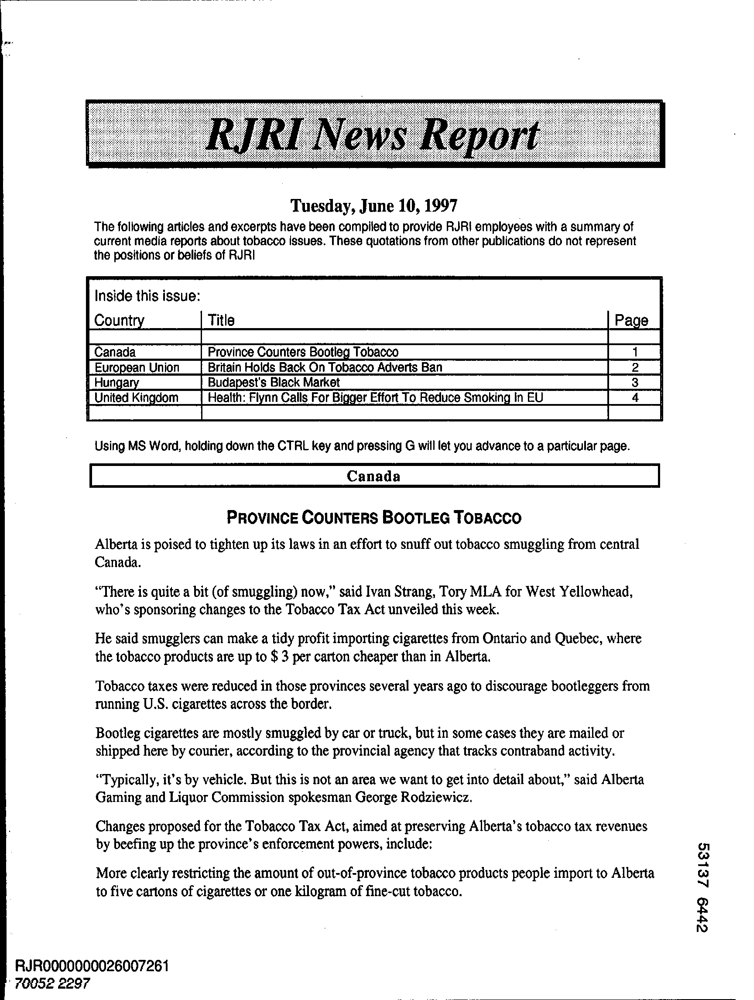 RJRI News Report
Tuesday, June 10, 1997
The following articles and excerpts have been compiled to provide RJRI employees with a summary of
current media reports about tobacco issues. These quotations from other publications do not represent
the positions or beliefs of RJRI
Inside this issue:
Country Title Page
Canada Province Counters Bootleg Tobacco 1
European Union Britain Holds Back On Tobacco Adverts Ban 2
Hungary Budapest's Black Market 3
United Kingdom Health: Flynn Calls For Bigger Effort To Reduce Smoking In EU 4
Using MS Word, holding down the CTRL key and pressing G will let you advance to a particular page.
Canada
PROVINCE COUNTERS BOOTLEG TOBACCO
Alberta is poised to tighten up its laws in an effort to snuff out tobacco smuggling from central
Canada.
“There is quite a bit (of smuggling) now,” said Ivan Strang, Tory MLA for West Yellowhead,
who’s sponsoring changes to the Tobacco Tax Act unveiled this week.
He said smugglers can make a tidy profit importing cigarettes from Ontario and Quebec, where
the tobacco products are up to $ 3 per carton cheaper than in Alberta.
Tobacco taxes were reduced in those provinces several years ago to discourage bootleggers from
running U.S. cigarettes across the border.
Bootleg cigarettes are mostly smuggled by car or truck, but in some cases they are mailed or
shipped here by courier, according to the provincial agency that tracks contraband activity.
“Typically, it’s by vehicle. But this is not an area we want to get into detail about,” said Alberta
Gaming and Liquor Commission spokesman George Rodziewicz.
Changes proposed for the Tobacco Tax Act, aimed at preserving Alberta’s tobacco tax revenues
by beefing up the province’s enforcement powers, include:
More clearly restricting the amount of out-of-province tobacco products people import to Alberta
to five cartons of cigarettes or one kilogram of fine-cut tobacco.
53137 6442
RJR0000000026007261
70052 2297